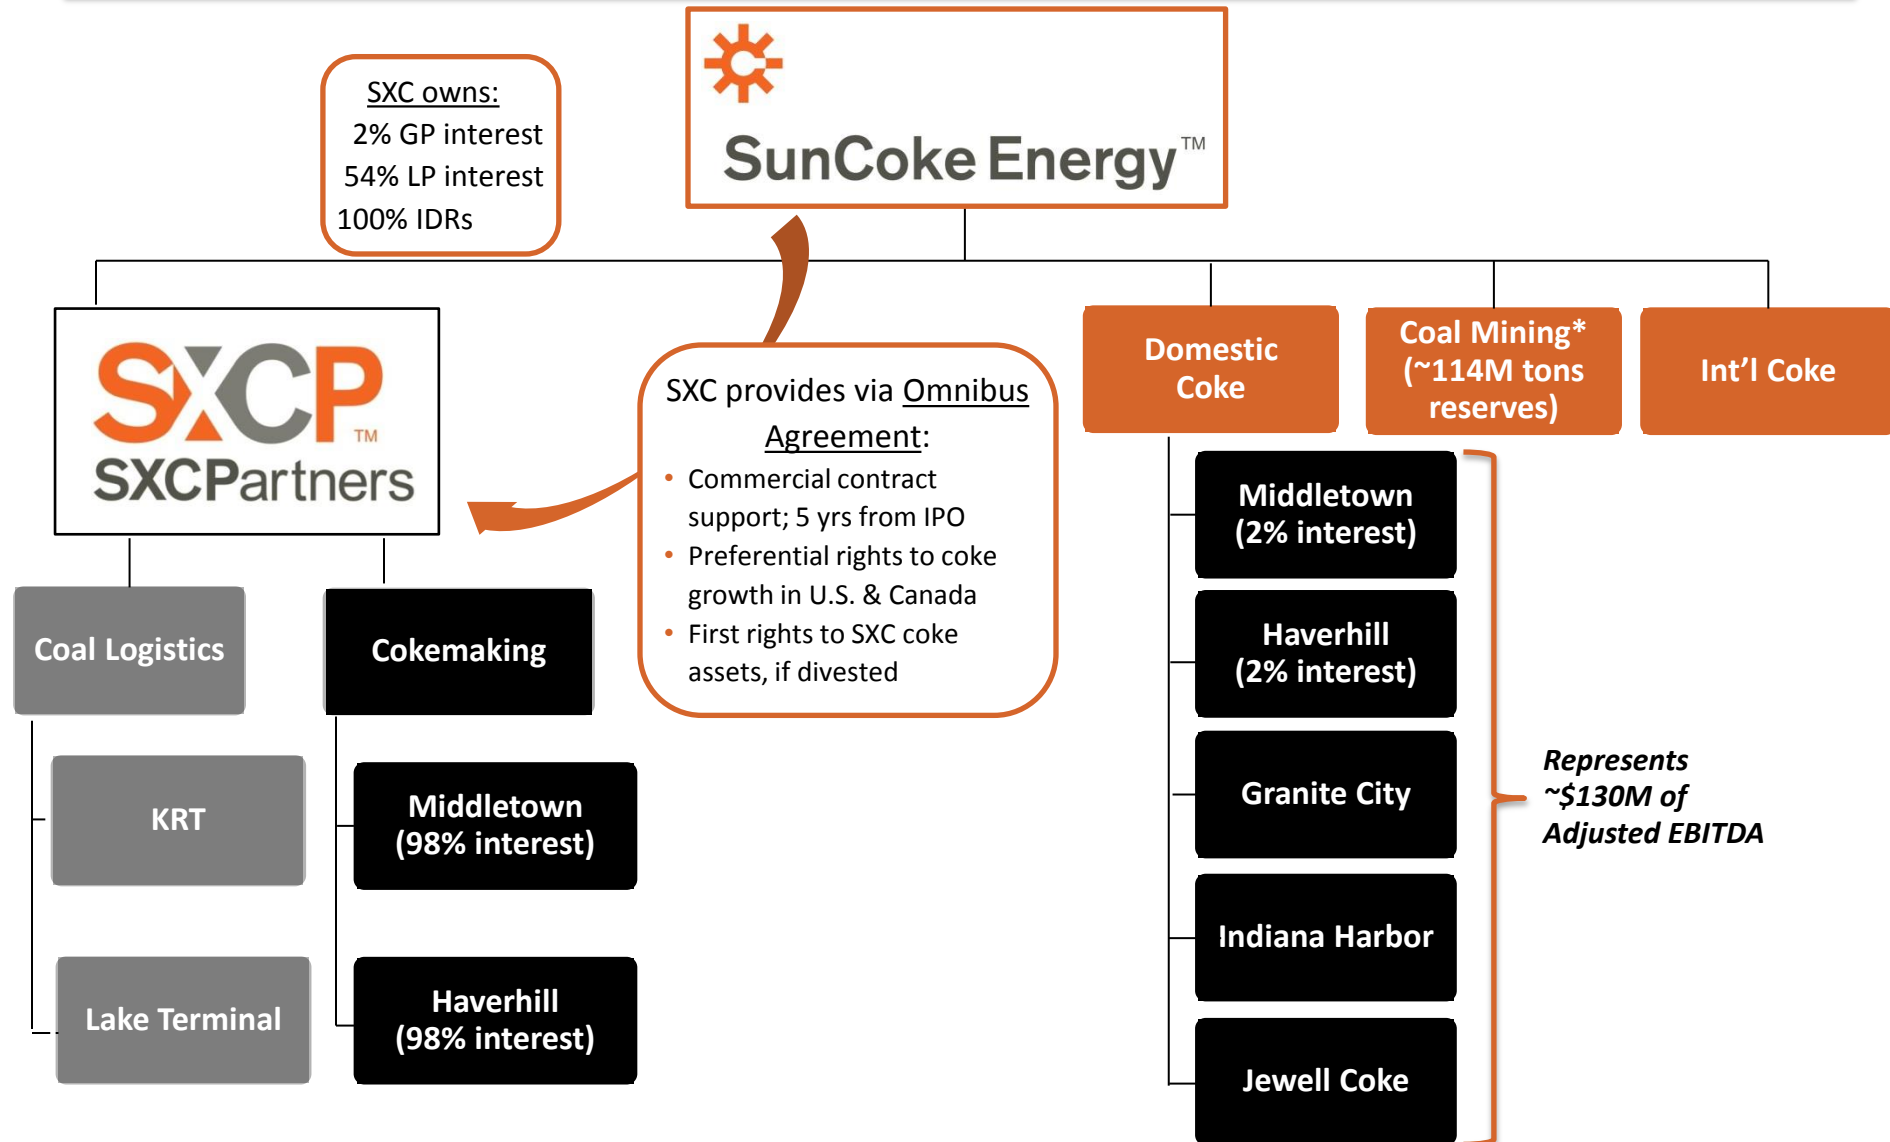 SunCoke Energy™
SXC owns:
2% GP interest
54% LP interest
100% IDRs
SXCP™
SXCPartners
SXC provides via Omnibus
Agreement:
• Commercial contract
support; 5 yrs from IPO
• Preferential rights to coke
growth in U.S. & Canada
• First rights to SXC coke
assets, if divested
Domestic
Coke
Coal Mining*
(~114M tons
reserves)
Int’l Coke
Coal Logistics
KRT
Lake Terminal
Cokemaking
Middletown
(98% interest)
Haverhill
(98% interest)
Middletown
(2% interest)
Haverhill
(2% interest)
Granite City
Indiana Harbor
Jewell Coke
Represents
~$130M of
Adjusted EBITDA